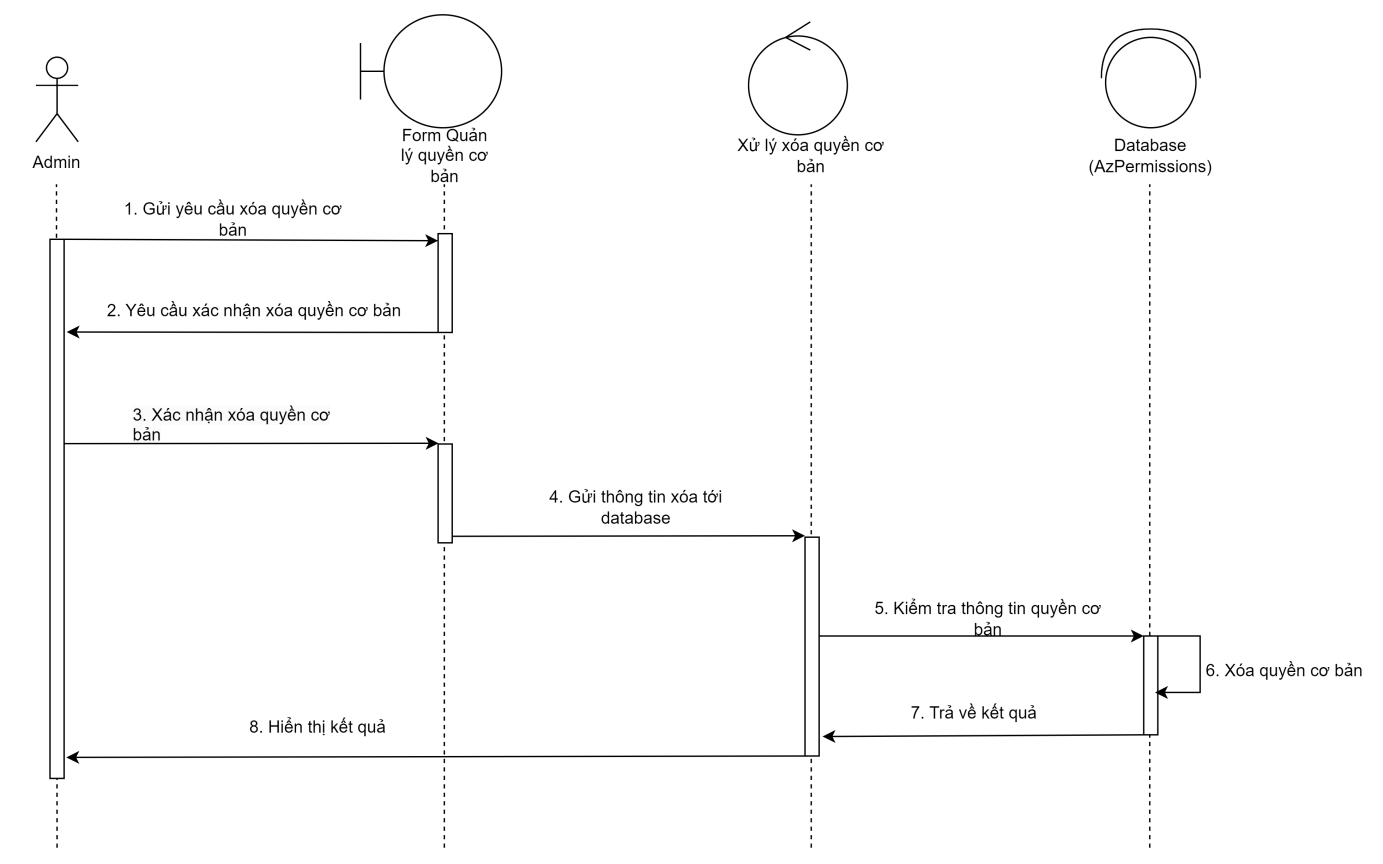 Admin
Form Quản
lý quyền cơ
bản
Xử lý xóa quyền cơ
bản
Database
(AzPermissions)
1. Gửi yêu cầu xóa quyền cơ
bản
2. Yêu cầu xác nhận xóa quyền cơ bản
3. Xác nhận xóa quyền cơ
bản
4. Gửi thông tin xóa tới
database
5. Kiểm tra thông tin quyền cơ
bản
6. Xóa quyền cơ bản
7. Trả về kết quả
8. Hiển thị kết quả